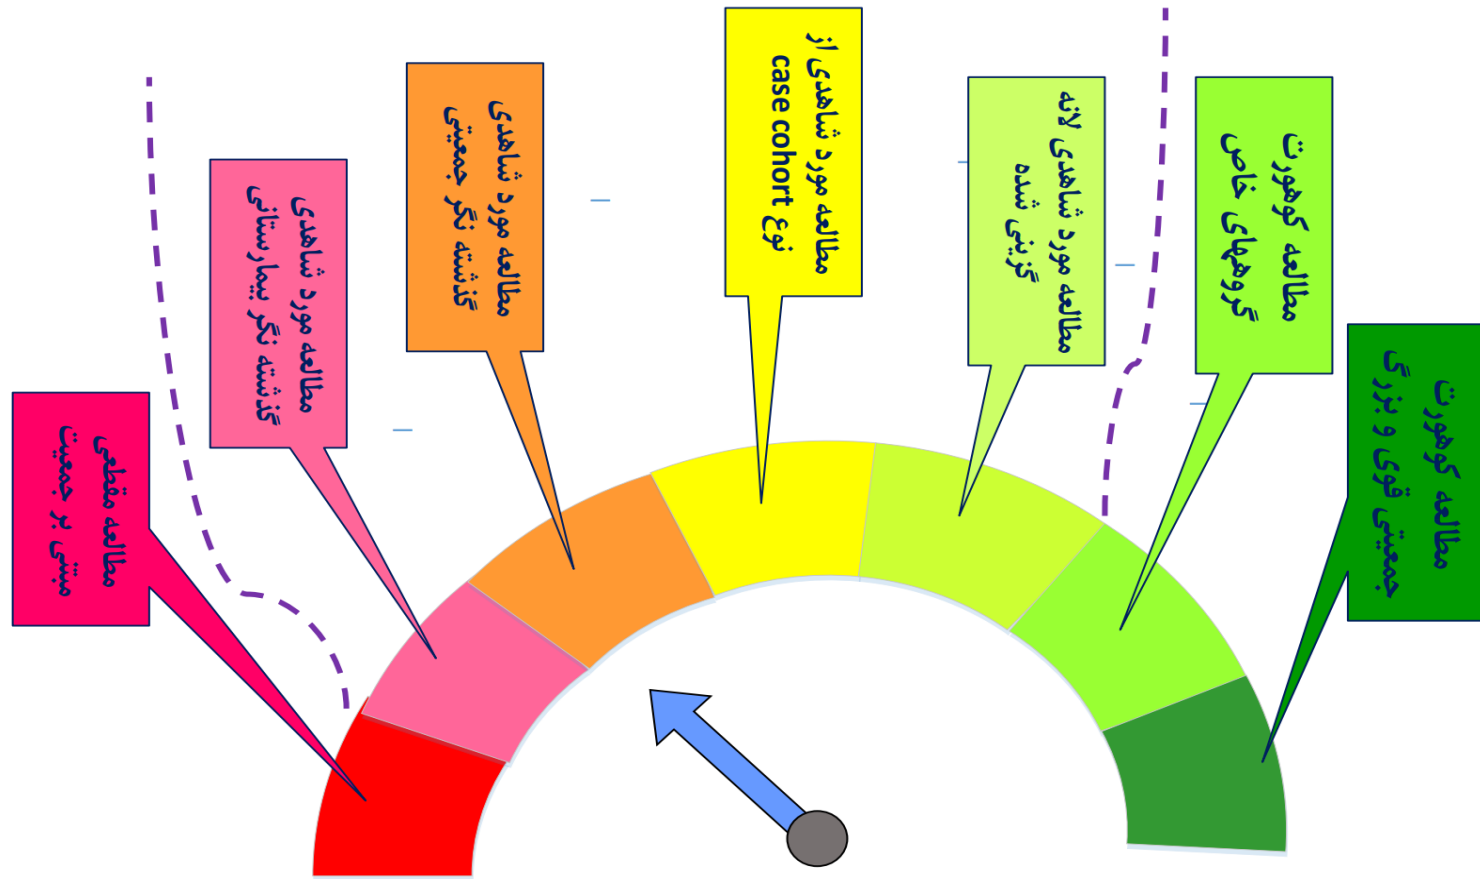 مطالعه مقطعی
مبتنی بر جمعیت
مطالعه مورد شاهدی
گذشته نگر بیمارستانی
مطالعه مورد شاهدی
گذشته نگر جمعیتی
مطالعه مورد شاهدی از
نوع case cohort
مطالعه مورد شاهدی لانه
گزینی شده
مطالعه کوهورت
گروههای خاص
مطالعه کوهورت
جمعیتی قوی و بزرگ